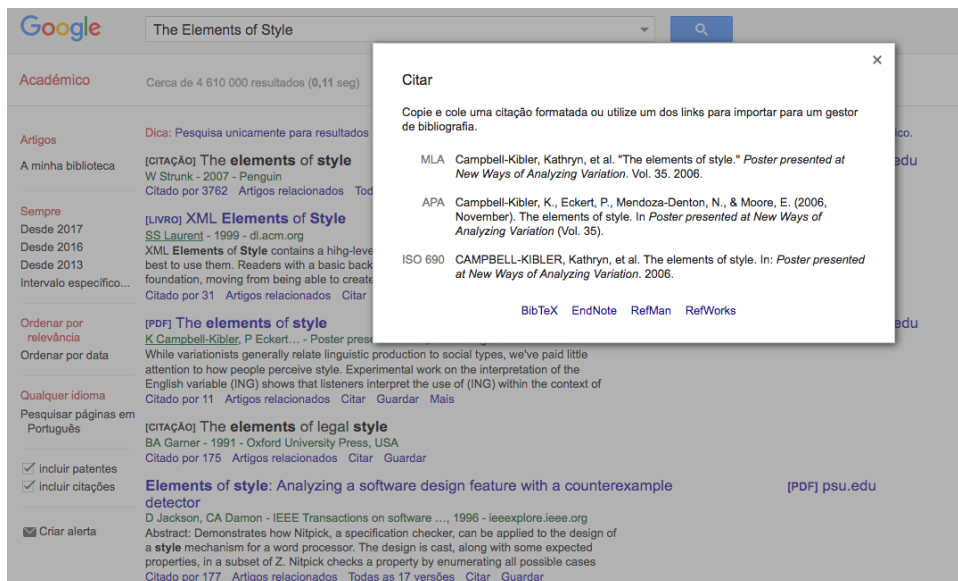 Google
The Elements of Style
Académico
Cerca de 4 610 000 resultados (0,11 seg)
Artigos
A minha biblioteca
Sempre
Desde 2017
Desde 2016
Desde 2013
Intervalo específico...
Ordenar por
relevância
Ordenar por data
Qualquer idioma
Pesquisar páginas em
Português
incluir patentes
incluir citações
Criar alerta
Dica: Pesquisa unicamente para resultados
ico.
[CITAÇÃO] The elements of style
edu
W Strunk - 2007 - Penguin
Citado por 3762 Artigos relacionados Tod
[LIVRO] XML Elements of Style
SS Laurent - 1999 - dl.acm.org
XML Elements of Style contains a hihg-leve
best to use them. Readers with a basic back
foundation, moving from being able to create
Citado por 31 Artigos relacionados Citar
[PDF] The elements of style
edu
K Campbell-Kibler, P Eckert... - Poster prese
While variationists generally relate linguistic production to social types, we've paid little
attention to how people perceive style. Experimental work on the interpretation of the
English variable (ING) shows that listeners interpret the use of (ING) within the context of
Citado por 11 Artigos relacionados Citar Guardar Mais
[CITAÇÃO] The elements of legal style
BA Garner - 1991 - Oxford University Press, USA
Citado por 175 Artigos relacionados Citar Guardar
Elements of style: Analyzing a software design feature with a counterexample
detector
[PDF] psu.edu
D Jackson, CA Damon - IEEE Transactions on software …, 1996 - ieeexplore.ieee.org
Abstract: Demonstrates how Nitpick, a specification checker, can be applied to the design of
a style mechanism for a word processor. The design is cast, along with some expected
properties, in a subset of Z. Nitpick checks a property by enumerating all possible cases
Citado por 177 Artigos relacionados Todas as 17 versões Citar Guardar
×
Citar
Copie e cole uma citação formatada ou utilize um dos links para importar para um gestor
de bibliografia.
MLA Campbell-Kibler, Kathryn, et al. "The elements of style." Poster presented at
New Ways of Analyzing Variation. Vol. 35. 2006.
APA Campbell-Kibler, K., Eckert, P., Mendoza-Denton, N., & Moore, E. (2006,
November). The elements of style. In Poster presented at New Ways of
Analyzing Variation (Vol. 35).
ISO 690 CAMPBELL-KIBLER, Kathryn, et al. The elements of style. In: Poster presented
at New Ways of Analyzing Variation. 2006.
BibTeX EndNote RefMan RefWorks